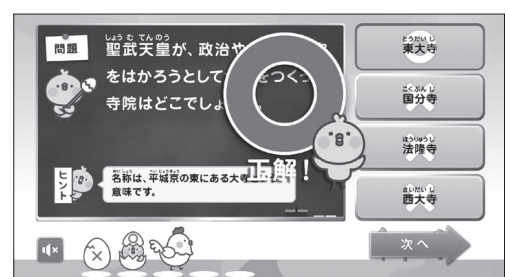 問題
聖武天皇が、政治や
をはかろうとして
をつくっ
寺院はどこでしょ
正解！
ヒント
名称は、平城京の東にある大寺
意味です。
東大寺
国分寺
法隆寺
西大寺
次へ